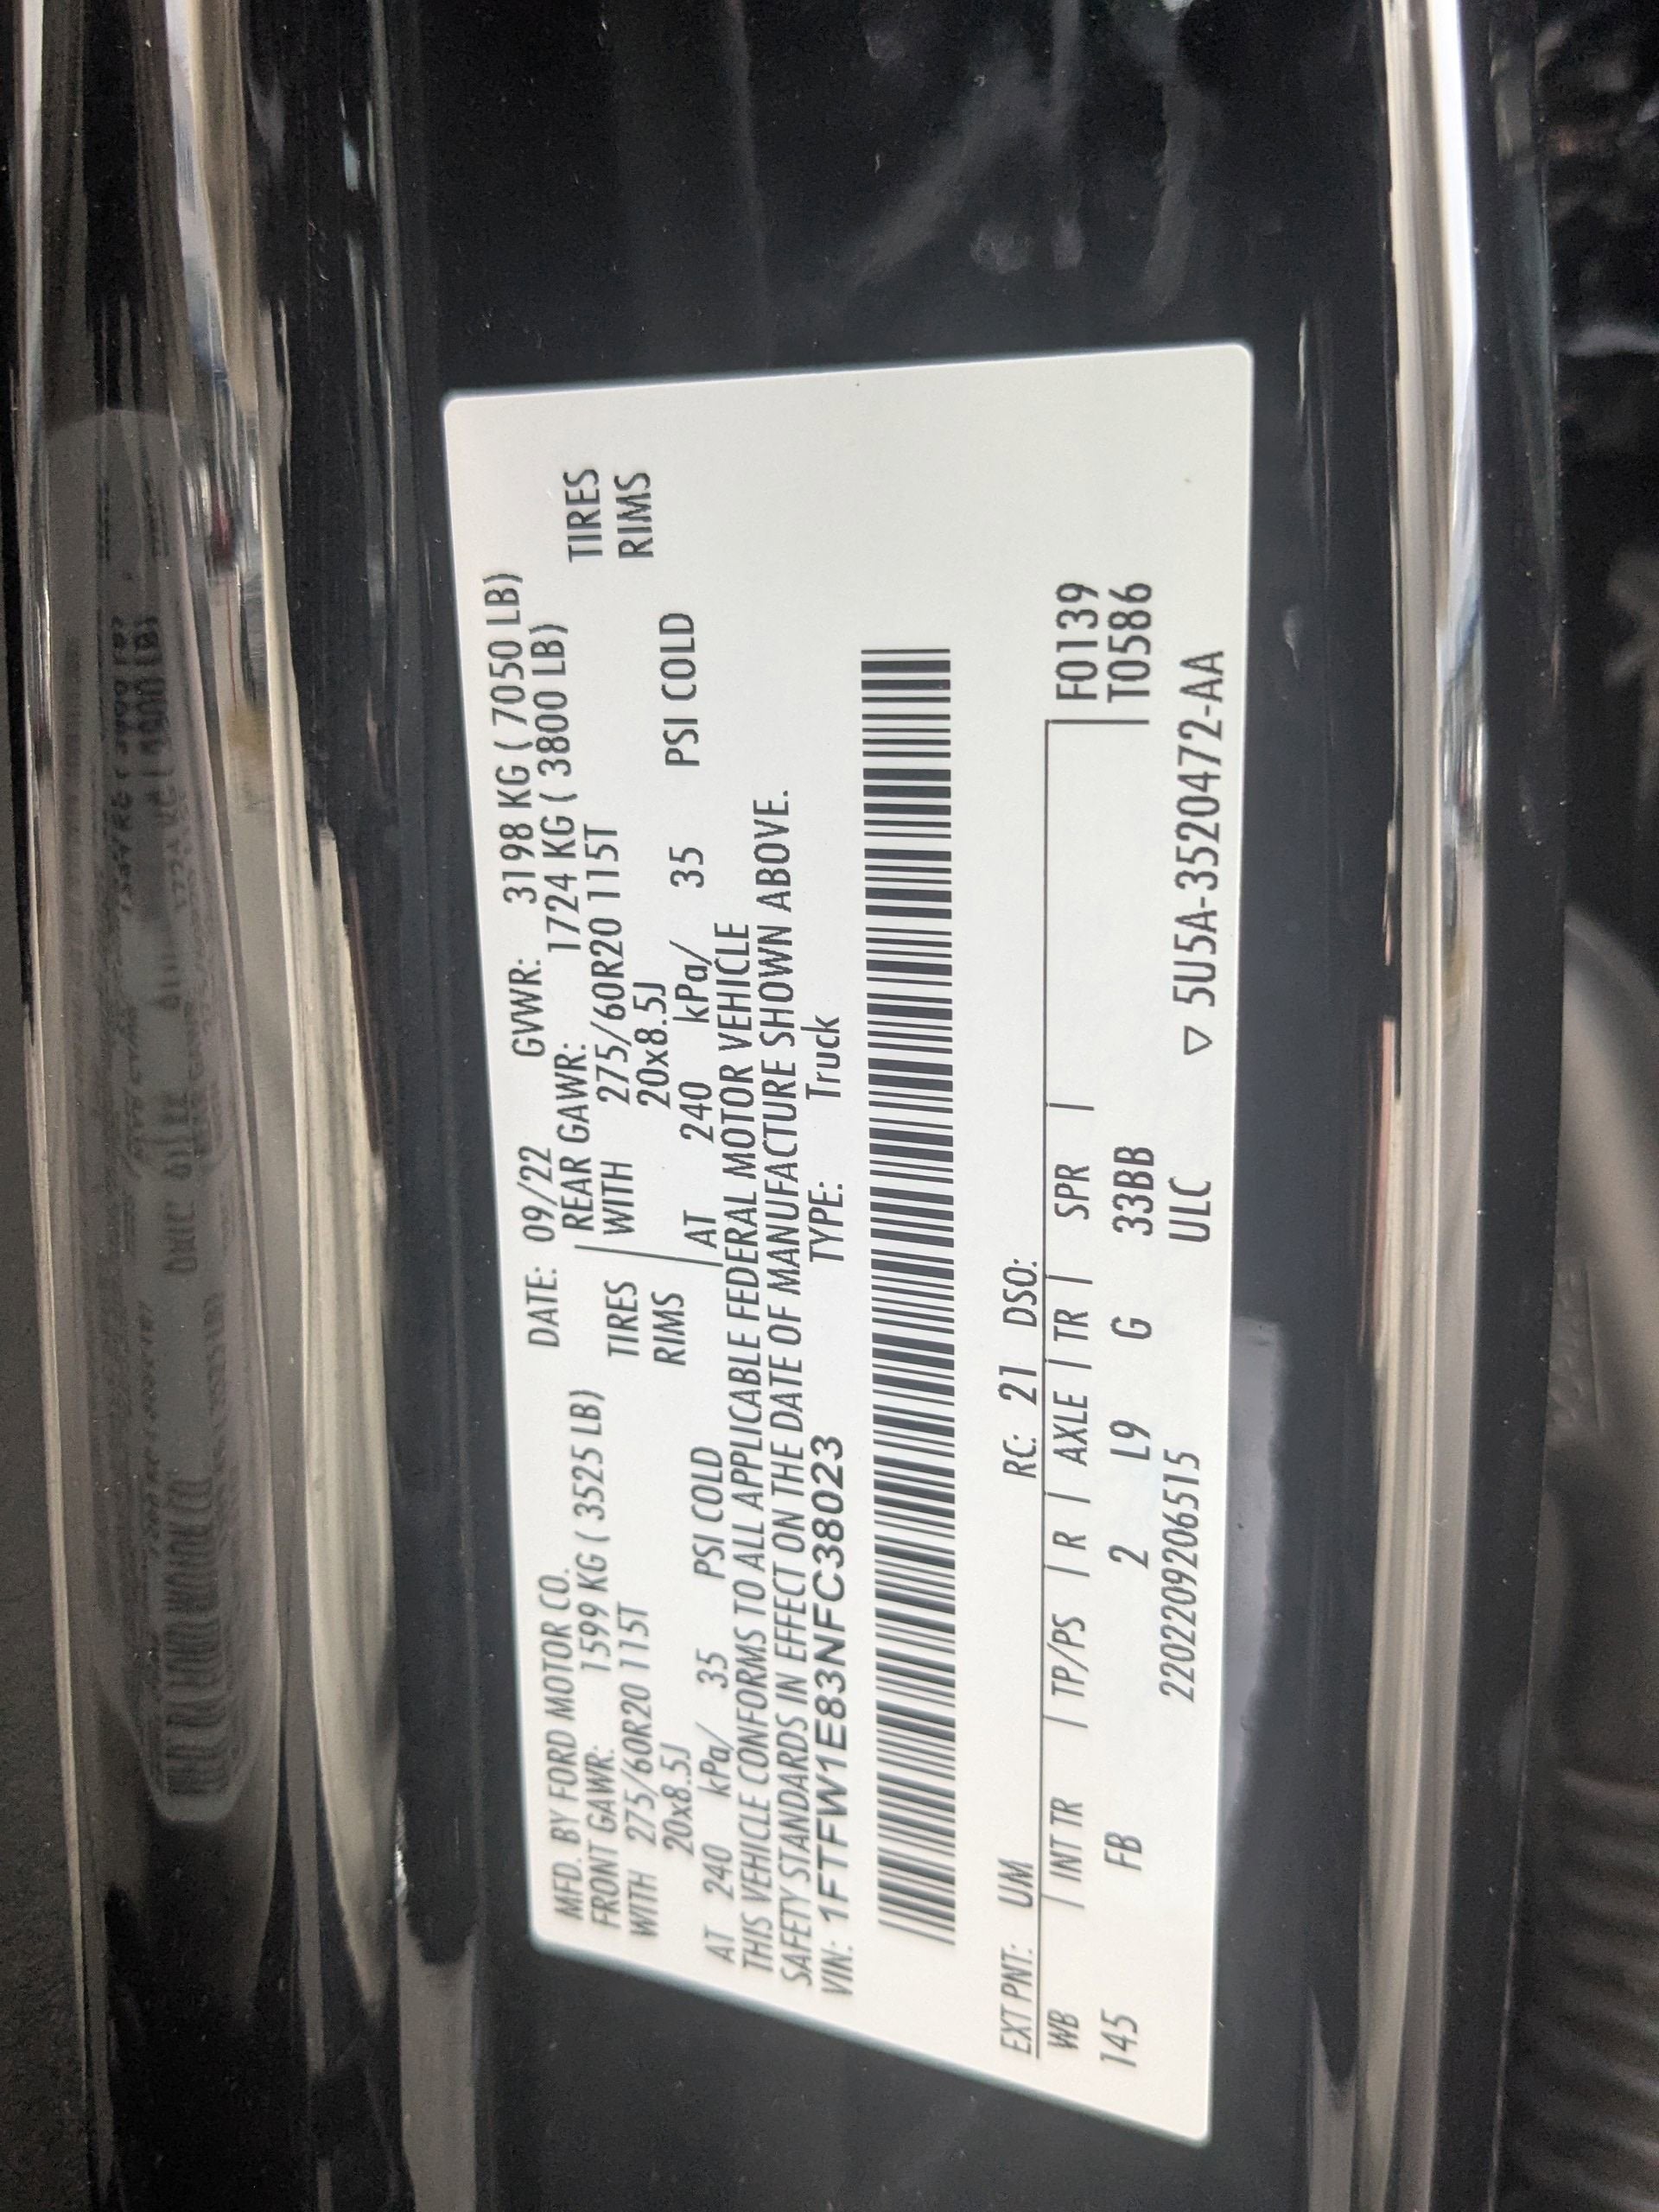 MFD. BY FORD MOTOR CO. DATE: 09/22 GVWR: 3198 KG ( 7050 LB)
FRONT GAWR: 1599 KG ( 3525 LB) REAR GAWR: 1724 KG ( 3800 LB)
WITH 275/60R20 115T TIRES WITH 275/60R20 115T TIRES
20x8.5J RIMS 20x8.5J RIMS
AT 240 kPa/ 35 PSI COLD AT 240 kPa/ 35 PSI COLD
THIS VEHICLE CONFORMS TO ALL APPLICABLE FEDERAL MOTOR VEHICLE
SAFETY STANDARDS IN EFFECT ON THE DATE OF MANUFACTURE SHOWN ABOVE.
VIN: 1FTFW1E83NFC38023 TYPE: Truck
EXT PNT: UM RC: 21 DSO:
WB | INT TR | TP/PS | R | AXLE | TR | SPR | F0139
145 FB 2 L9 G 33BB T0586
2202209206515 ULC ▽ 5U5A-3520472-AA